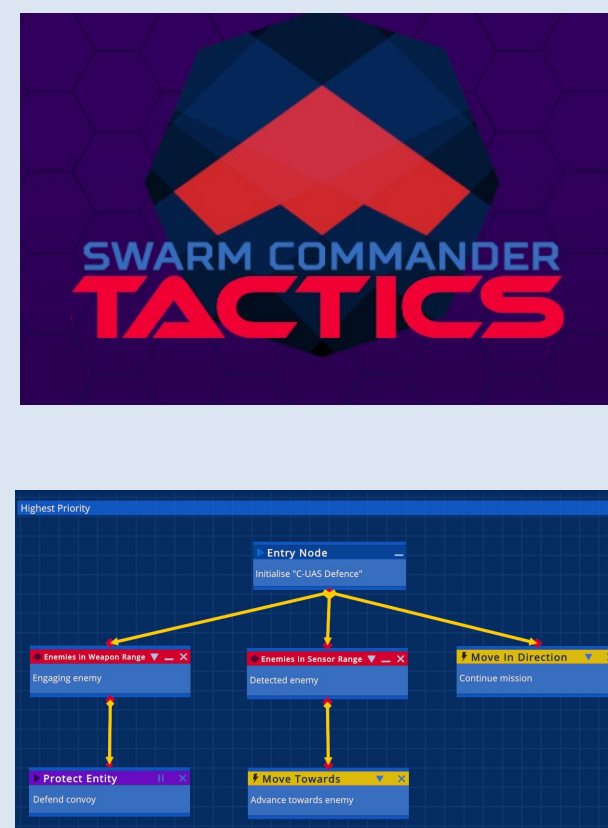 SWARM COMMANDER
TACTICS
Highest Priority
Entry Node
Initialise "C-UAS Defence"
Enemies in Weapon Range
Engaging enemy
Enemies in Sensor Range
Detected enemy
Move In Direction
Continue mission
Protect Entity
Defend convoy
Move Towards
Advance towards enemy